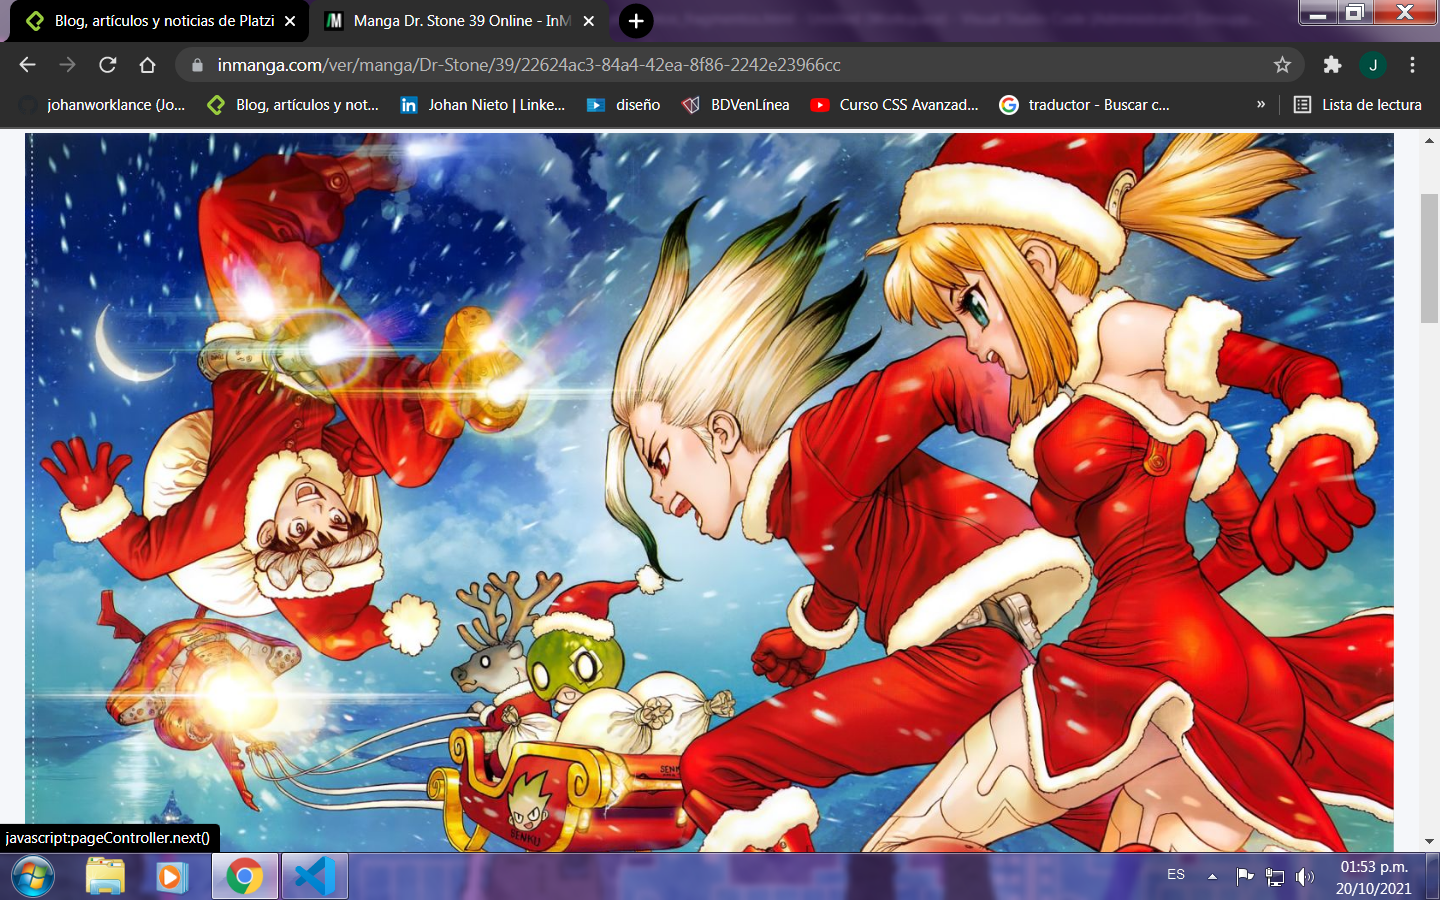 Blog, artículos y noticias de Platzi
Manga Dr. Stone 39 Online - InM
inmanga.com/ver/manga/Dr-Stone/39/22624ac3-84a4-42ea-8f86-2242e23966cc
J
johanworklance (Jo...
Blog, artículos y not...
Johan Nieto | Linke...
diseño
BDVenLínea
Curso CSS Avanzad...
traductor - Buscar c...
»
Lista de lectura
SENKU
javascript:pageController.next()
ES
01:53 p.m.
20/10/2021